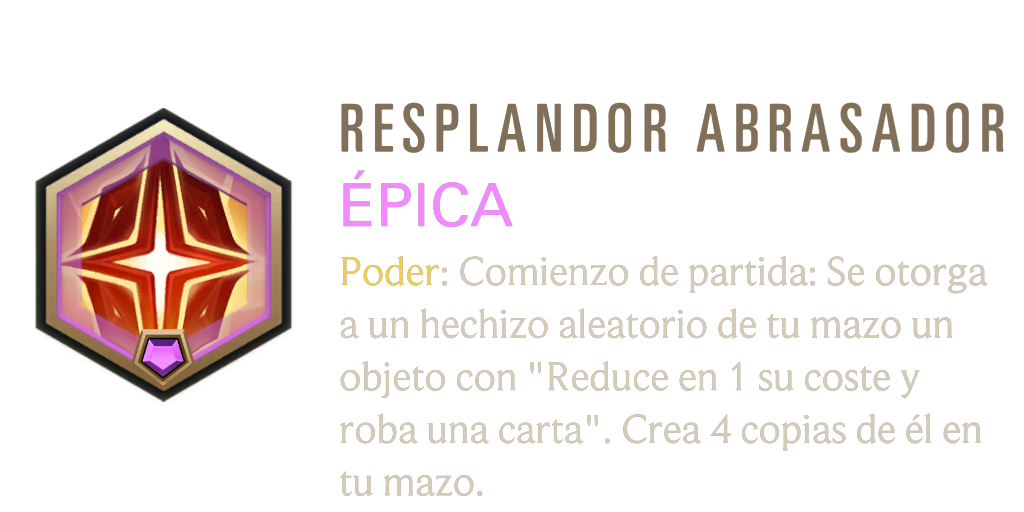 RESPLANDOR ABRASADOR
ÉPICA
Poder: Comienzo de partida: Se otorga
a un hechizo aleatorio de tu mazo un
objeto con "Reduce en 1 su coste y
roba una carta". Crea 4 copias de él en
tu mazo.